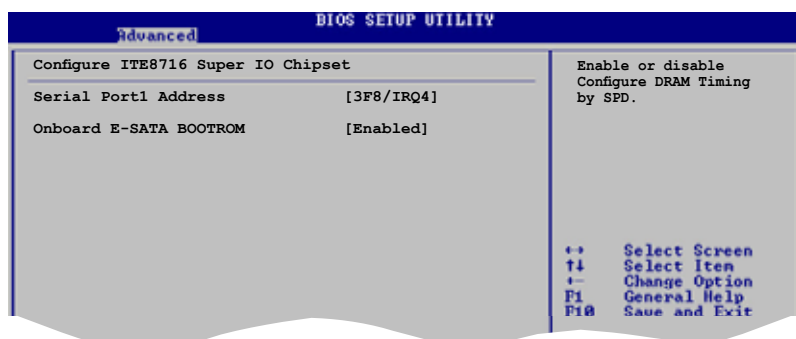 BIOS SETUP UTILITY
Advanced
Configure ITE8716 Super IO Chipset
Serial Port1 Address [3F8/IRQ4]
Onboard E-SATA BOOTROM [Enabled]
Enable or disable
Configure DRAM Timing
by SPD.
↔ Select Screen
↑↓ Select Item
+- Change Option
F1 General Help
F10 Save and Exit